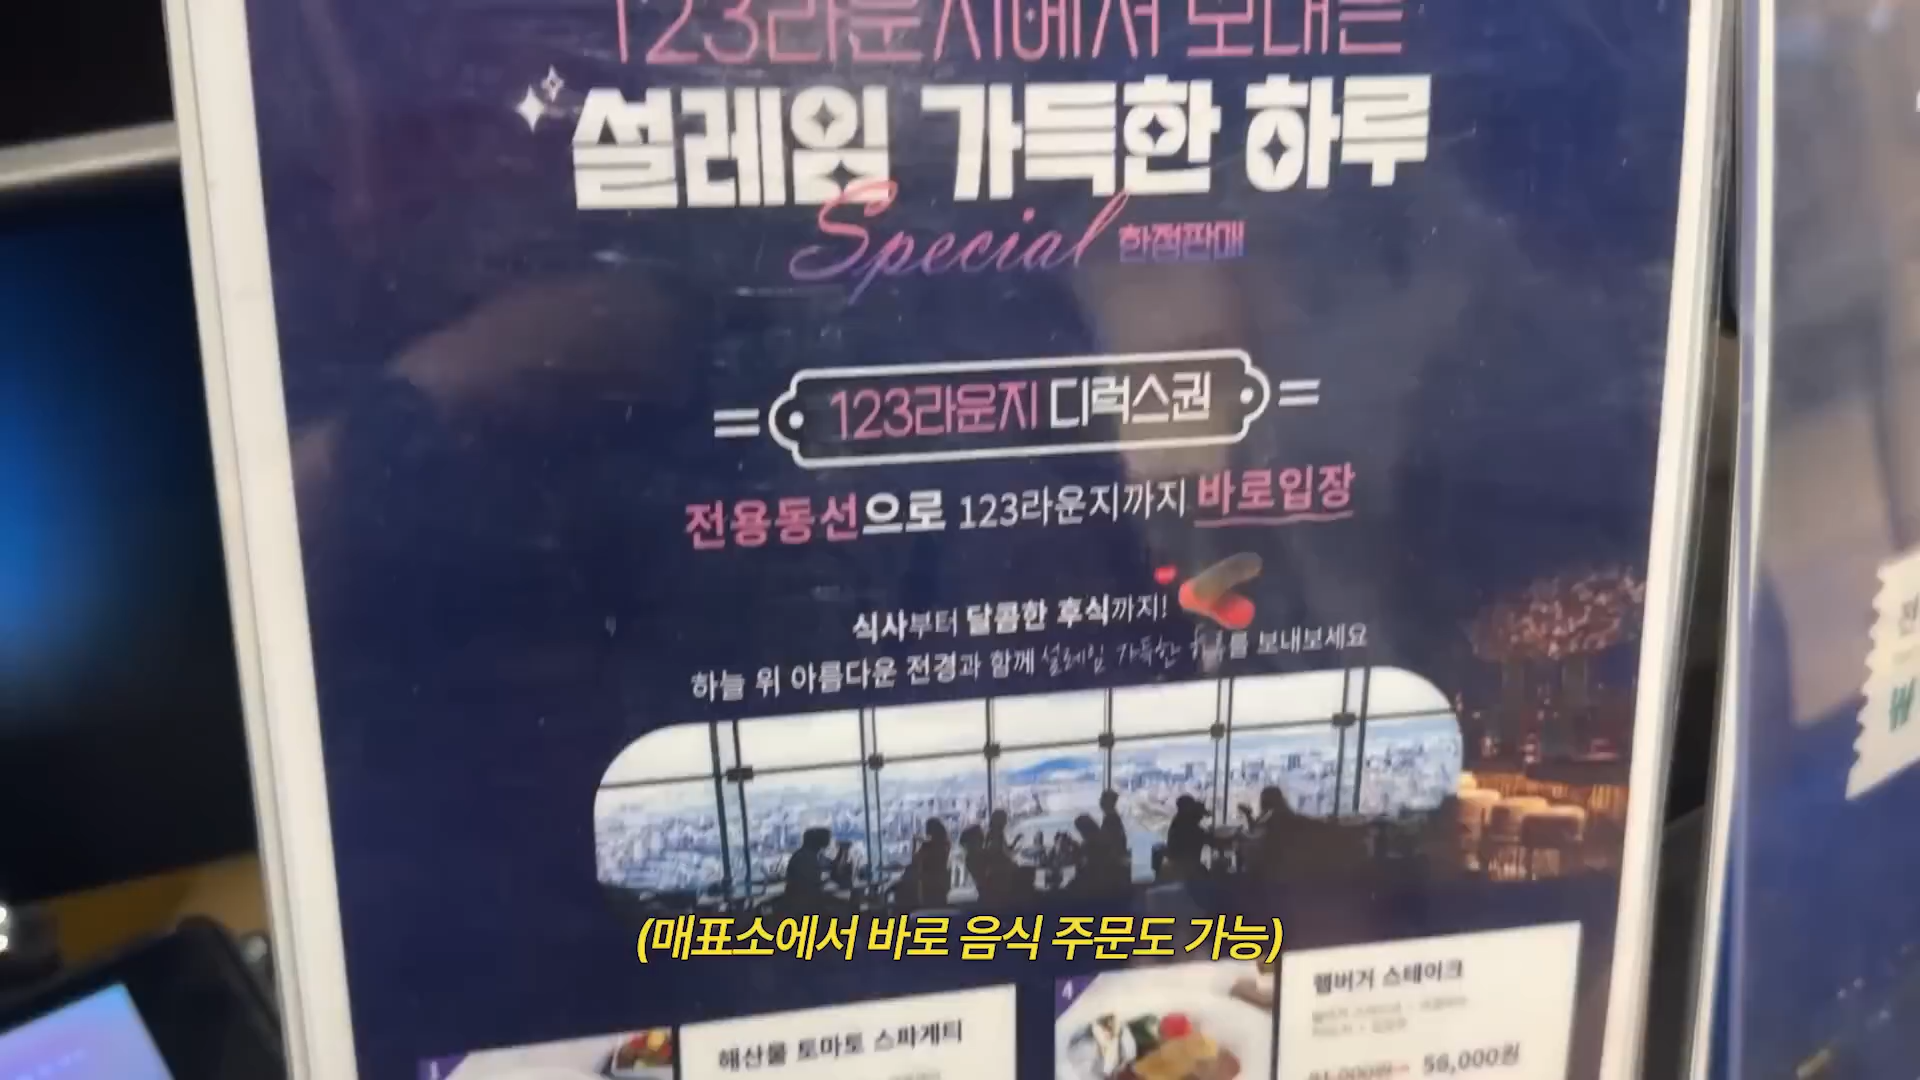 123라운지에서 보내는
설레임 가득한 하루
Special 한정판매
123라운지 디럭스권
전용동선으로 123라운지까지 바로입장
식사부터 달콤한 후식까지!
하늘 위 아름다운 전경과 함께 설레임 가득한 하루를 보내보세요
(매표소에서 바로 음식 주문도 가능)
4
햄버거 스테이크
56,000원
1
해산물 토마토 스파게티